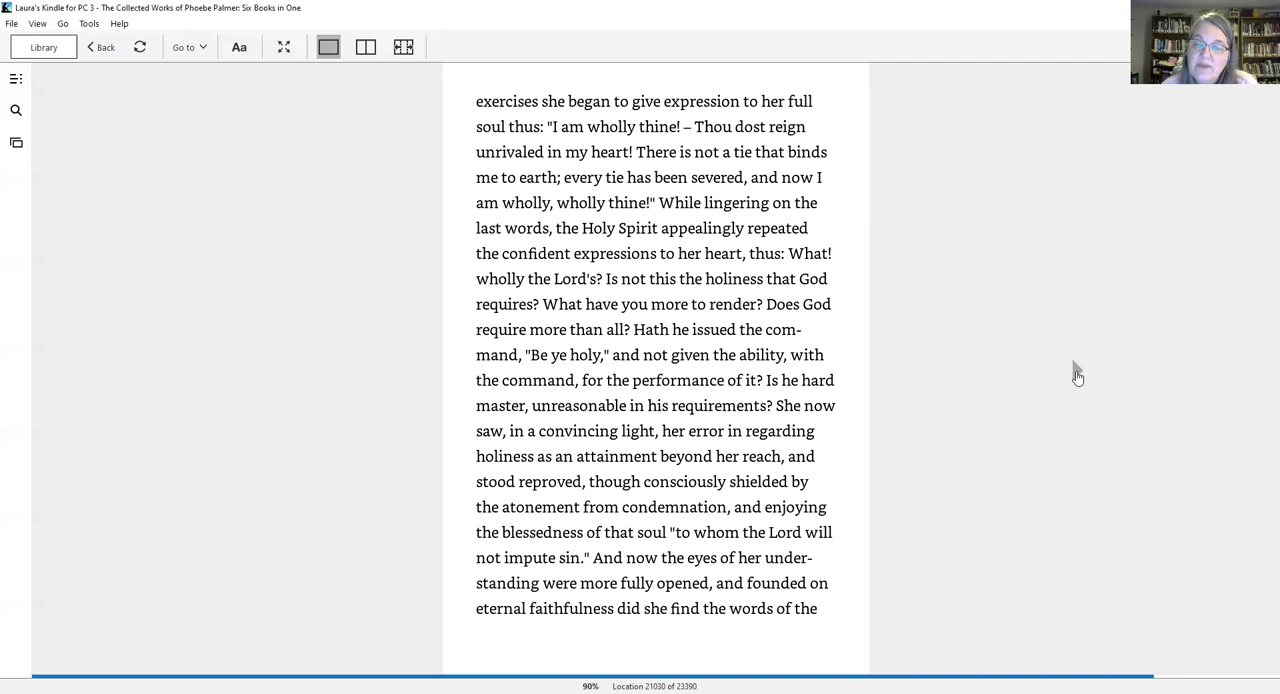 Laura's Kindle for PC 3 - The Collected Works of Phoebe Palmer: Six Books in One
File View Go Tools Help
Library Back Go to Aa
exercises she began to give expression to her full
soul thus: "I am wholly thine! – Thou dost reign
unrivaled in my heart! There is not a tie that binds
me to earth; every tie has been severed, and now I
am wholly, wholly thine!" While lingering on the
last words, the Holy Spirit appealingly repeated
the confident expressions to her heart, thus: What!
wholly the Lord's? Is not this the holiness that God
requires? What have you more to render? Does God
require more than all? Hath he issued the com-
mand, "Be ye holy," and not given the ability, with
the command, for the performance of it? Is he hard
master, unreasonable in his requirements? She now
saw, in a convincing light, her error in regarding
holiness as an attainment beyond her reach, and
stood reproved, though consciously shielded by
the atonement from condemnation, and enjoying
the blessedness of that soul "to whom the Lord will
not impute sin." And now the eyes of her under-
standing were more fully opened, and founded on
eternal faithfulness did she find the words of the
90% Location 21030 of 23390